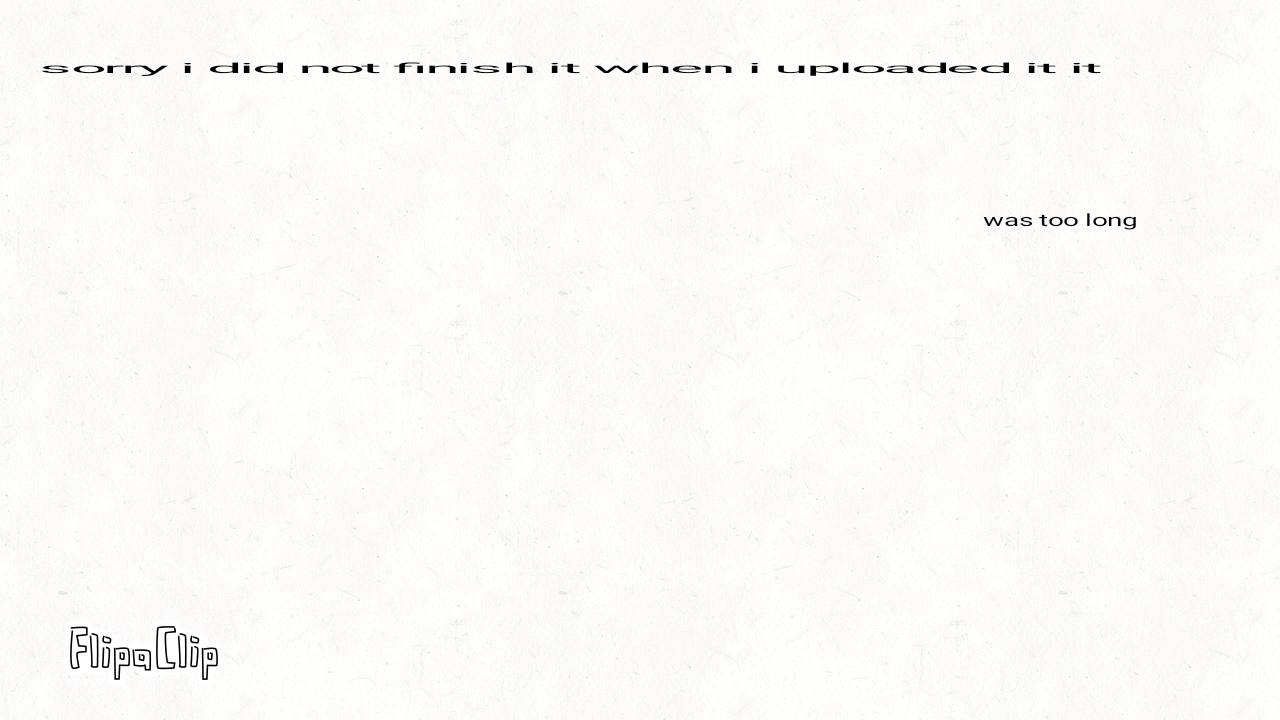 sorry i did not finish it when i uploaded it it
was too long
FlipaClip